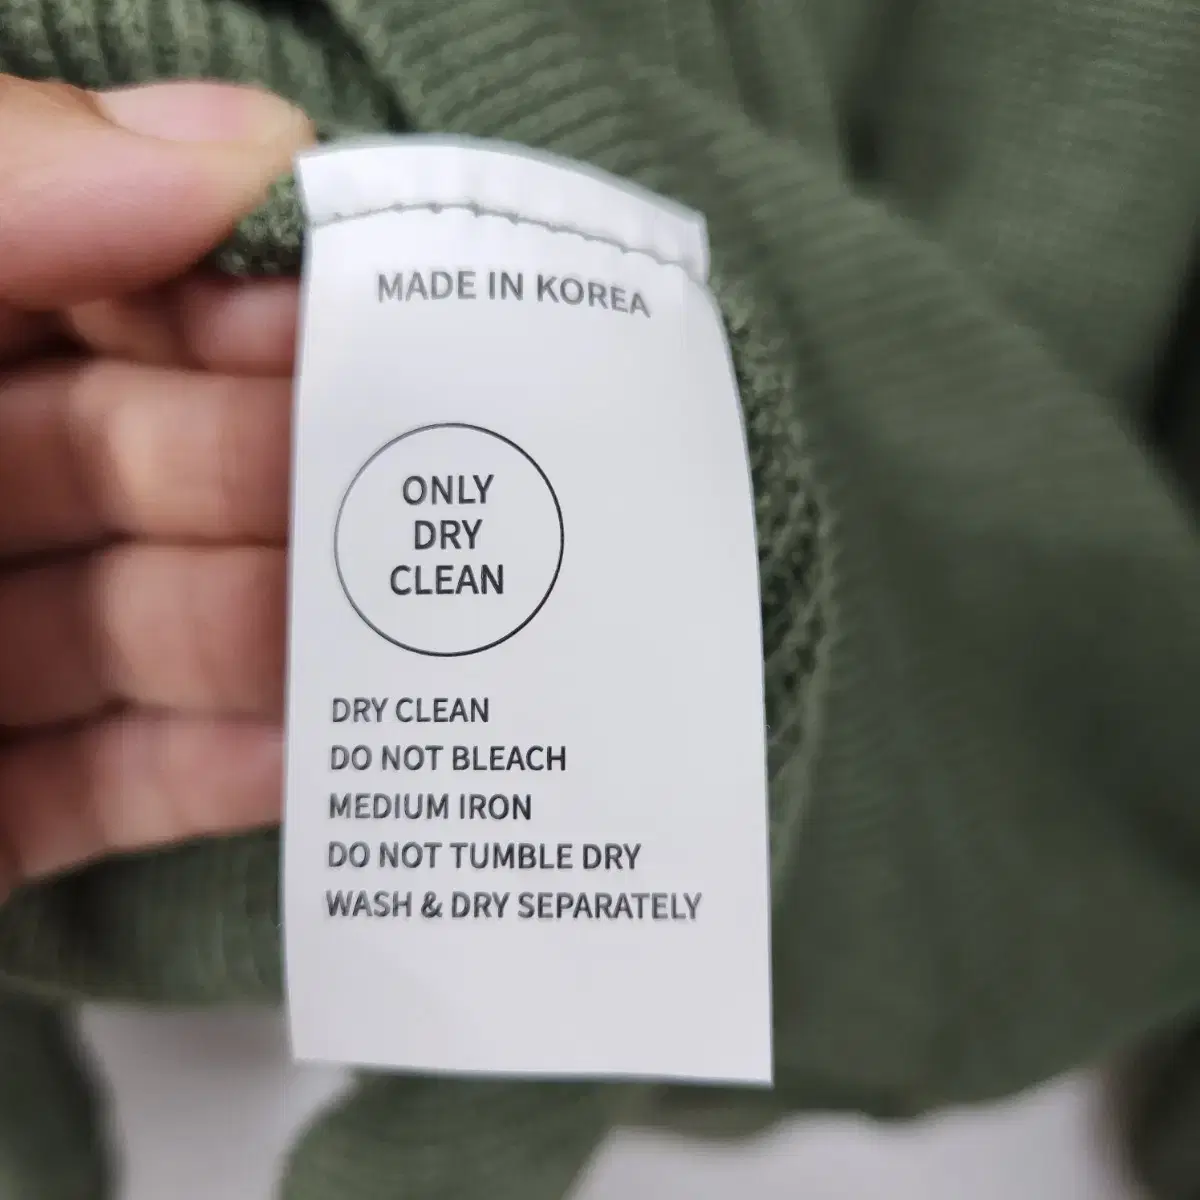 MADE IN KOREA
ONLY
DRY
CLEAN
DRY CLEAN
DO NOT BLEACH
MEDIUM IRON
DO NOT TUMBLE DRY
WASH & DRY SEPARATELY